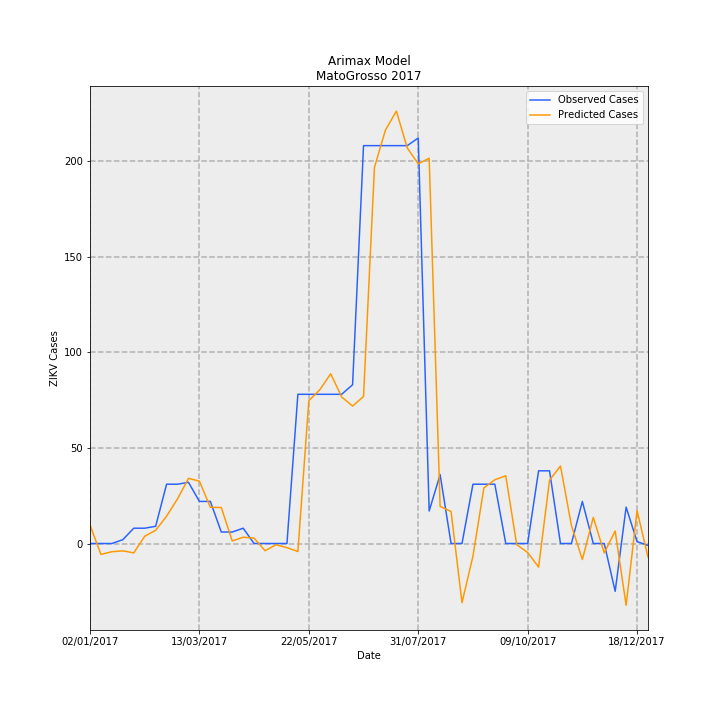 Arimax Model
MatoGrosso 2017
Observed Cases
Predicted Cases
200
150
100
50
0
ZIKV Cases
02/01/2017 13/03/2017 22/05/2017 31/07/2017 09/10/2017 18/12/2017
Date